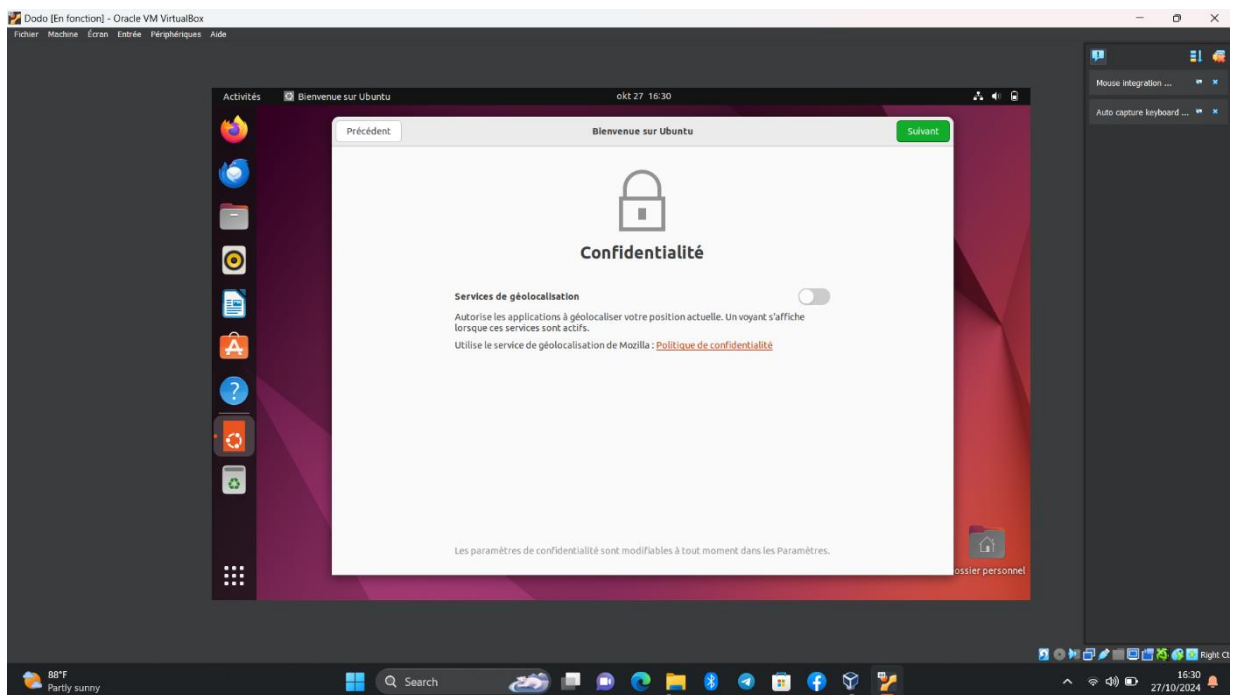 Dodo [En fonction] - Oracle VM VirtualBox
Fichier Machine Écran Entrée Périphériques Aide
Mouse integration ...
Auto capture keyboard ...
Activités Bienvenue sur Ubuntu okt 27 16:30
Précédent Bienvenue sur Ubuntu Suivant
Confidentialité
Services de géolocalisation
Autorise les applications à géolocaliser votre position actuelle. Un voyant s'affiche
lorsque ces services sont actifs.
Utilise le service de géolocalisation de Mozilla : Politique de confidentialité
Les paramètres de confidentialité sont modifiables à tout moment dans les Paramètres.
ossier personnel
Right Ct
88°F
Partly sunny
Search
16:30
27/10/2024